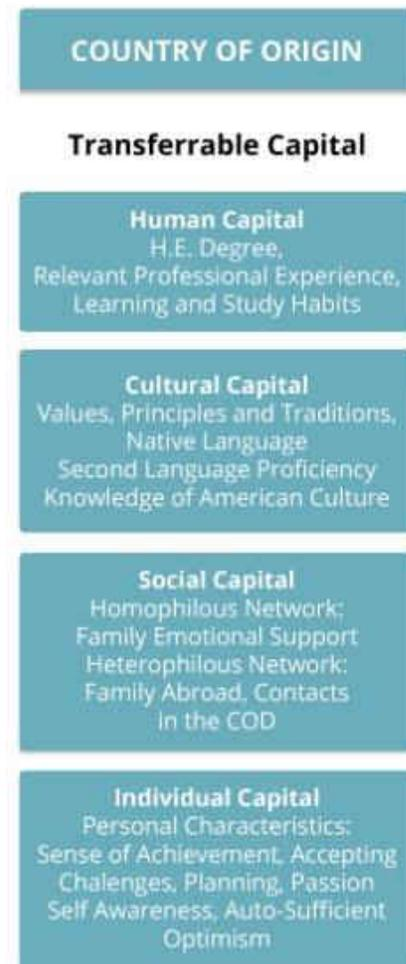 COUNTRY OF ORIGIN
Transferrable Capital
Human Capital
H.E. Degree,
Relevant Professional Experience,
Learning and Study Habits
Cultural Capital
Values, Principles and Traditions,
Native Language
Second Language Proficiency
Knowledge of American Culture
Social Capital
Homophilous Network:
Family Emotional Support
Heterophilous Network:
Family Abroad, Contacts
in the COD
Individual Capital
Personal Characteristics:
Sense of Achievement, Accepting
Chalenges, Planning, Passion
Self Awareness, Auto-Sufficient
Optimism